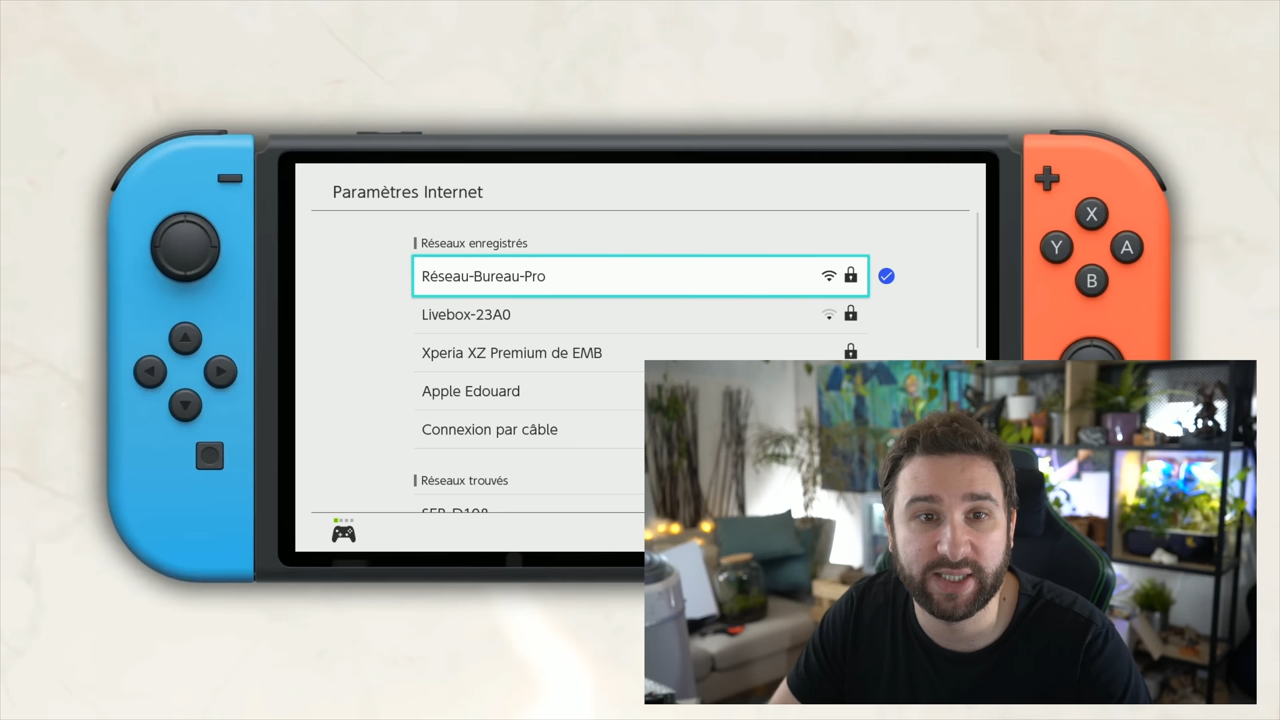 Paramètres Internet
Réseaux enregistrés
Réseau-Bureau-Pro
Livebox-23A0
Xperia XZ Premium de EMB
Apple Edouard
Connexion par câble
Réseaux trouvés
X
Y
A
B